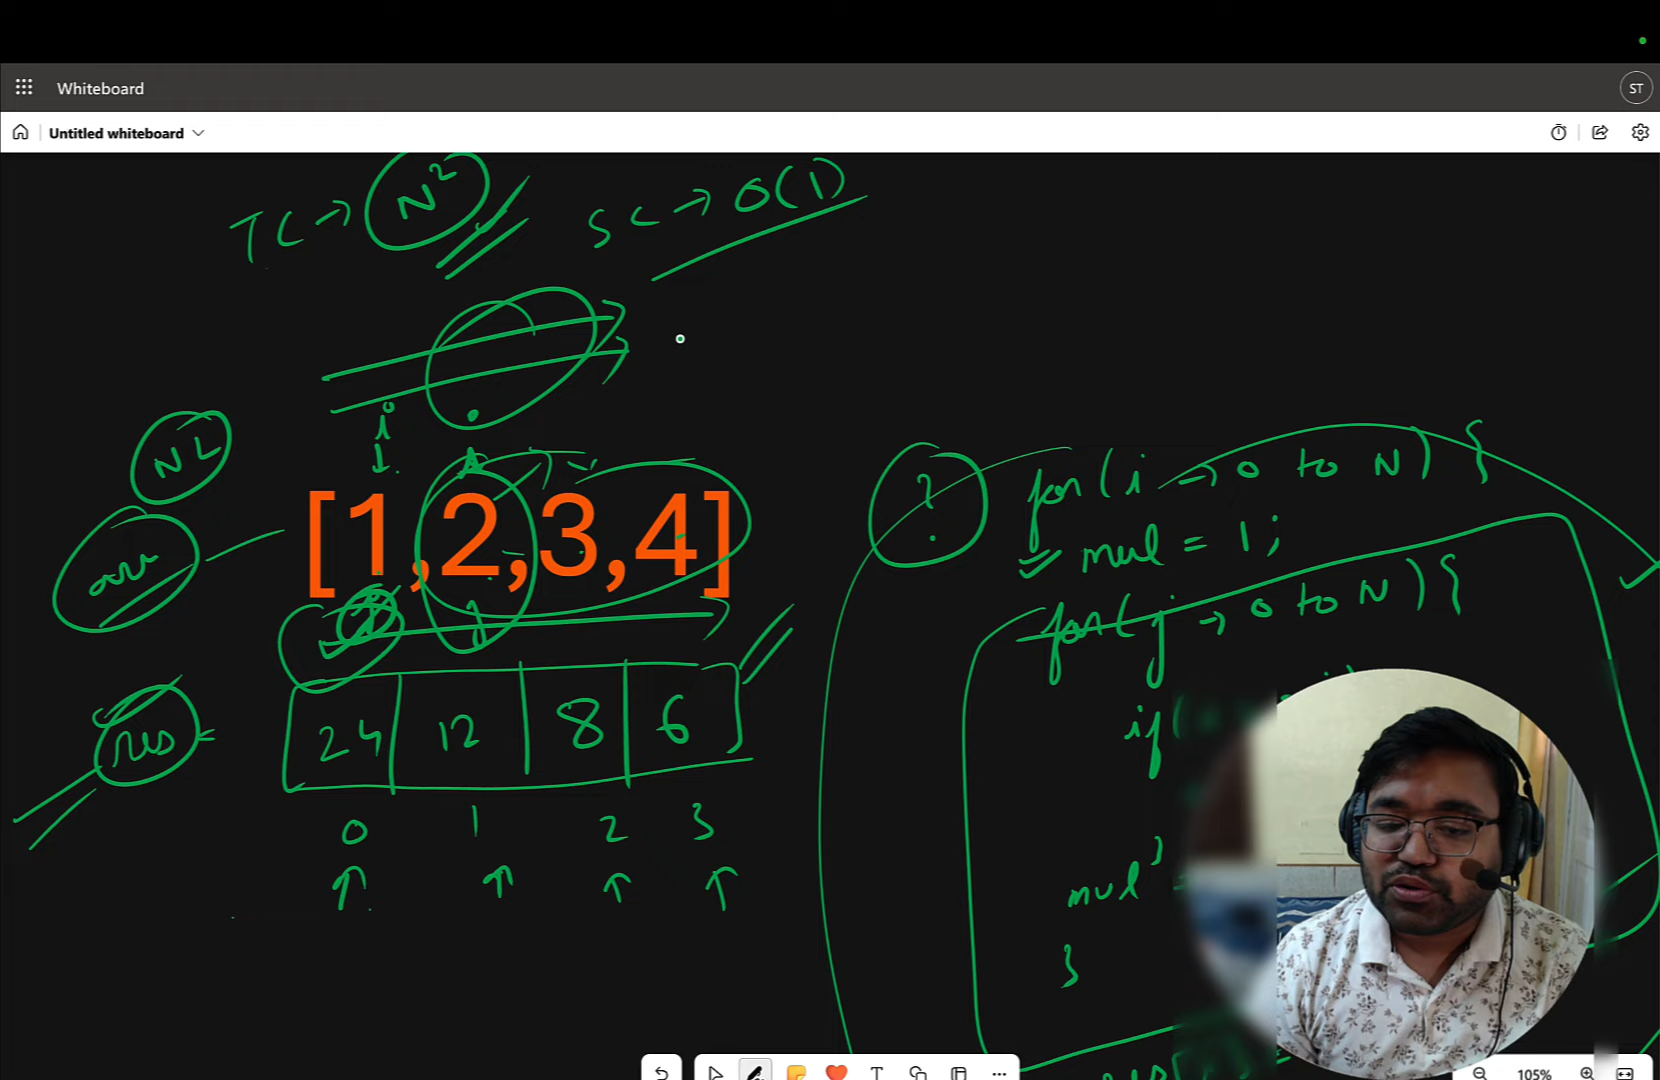 ST
Whiteboard
Untitled whiteboard
TC → N²
SC → O(1)
i
NL
[1,2,3,4]
arr
res
24 12 8 6
0 1 2 3
?
for(i → 0 to N) {
mul = 1;
for(j → 0 to N) {
if(
mul
}
105%